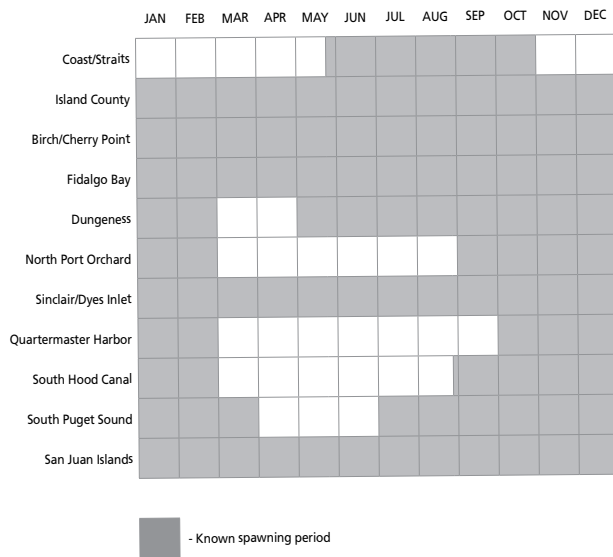 JAN FEB MAR APR MAY JUN JUL AUG SEP OCT NOV DEC
Coast/Straits
Island County
Birch/Cherry Point
Fidalgo Bay
Dungeness
North Port Orchard
Sinclair/Dyes Inlet
Quartermaster Harbor
South Hood Canal
South Puget Sound
San Juan Islands
- Known spawning period